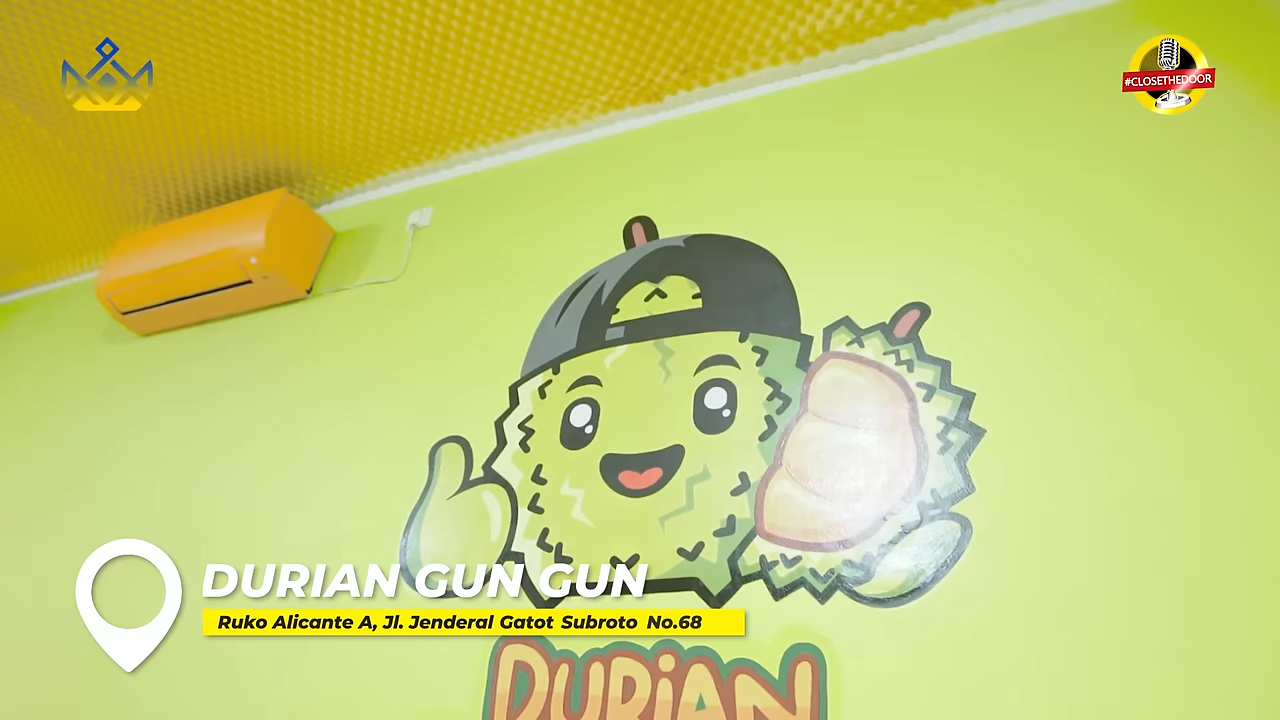 #CLOSETHEDOOR
DURIAN GUN GUN
Ruko Alicante A, Jl. Jenderal Gatot Subroto No.68
DURIAN